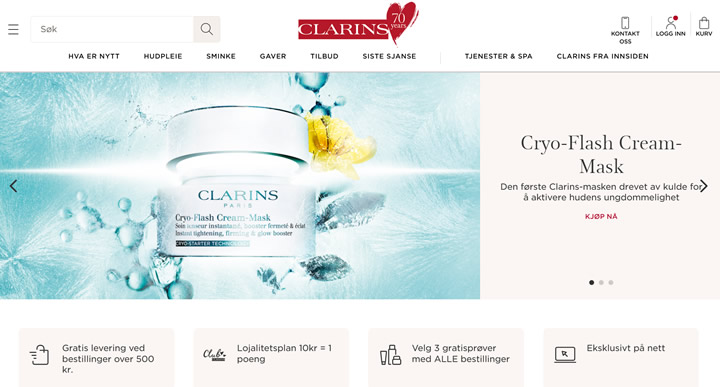 Søk
CLARINS
70
years
KONTAKT
OSS
LOGG INN
KURV
HVA ER NYTT
HUDPLEIE
SMINKE
GAVER
TILBUD
SISTE SJANSE
TJENESTER & SPA
CLARINS FRA INNSIDEN
CLARINS
PARIS
Cryo-Flash Cream-Mask
Soin tenseur instantané, booster fermeté & éclat
Instant tightening, firming & glow booster
CRYO-STARTER TECHNOLOGY
Cryo-Flash Cream-
Mask
Den første Clarins-masken drevet av kulde for
å aktivere hudens ungdommelighet
KJØP NÅ
Gratis levering ved
bestillinger over 500
kr.
Club
Lojalitetsplan 10kr = 1
poeng
Velg 3 gratisprøver
med ALLE bestillinger
Eksklusivt på nett